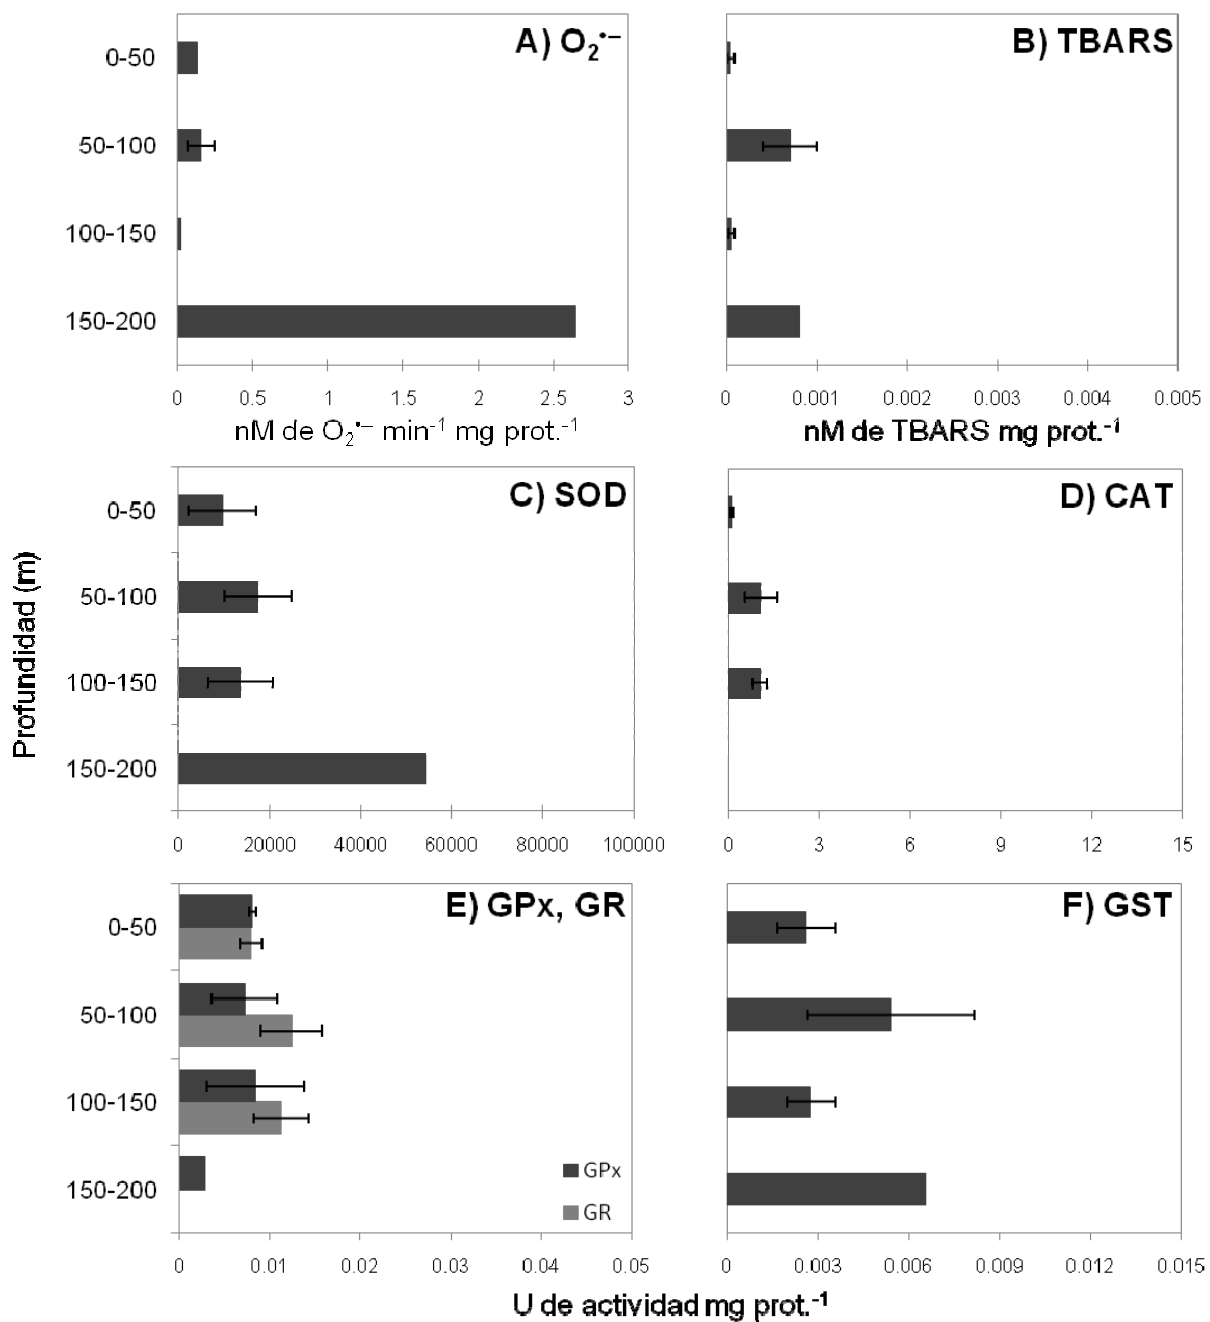 A) O₂•–
0-50
50-100
100-150
150-200
0 0.5 1 1.5 2 2.5 3
nM de O₂•– min⁻¹ mg prot.⁻¹
B) TBARS
0 0.001 0.002 0.003 0.004 0.005
nM de TBARS mg prot.⁻¹
Profundidad (m)
C) SOD
0-50
50-100
100-150
150-200
0 20000 40000 60000 80000 100000
D) CAT
0 3 6 9 12 15
E) GPx, GR
0-50
50-100
100-150
150-200
GPx
GR
0 0.01 0.02 0.03 0.04 0.05
F) GST
0 0.003 0.006 0.009 0.012 0.015
U de actividad mg prot.⁻¹